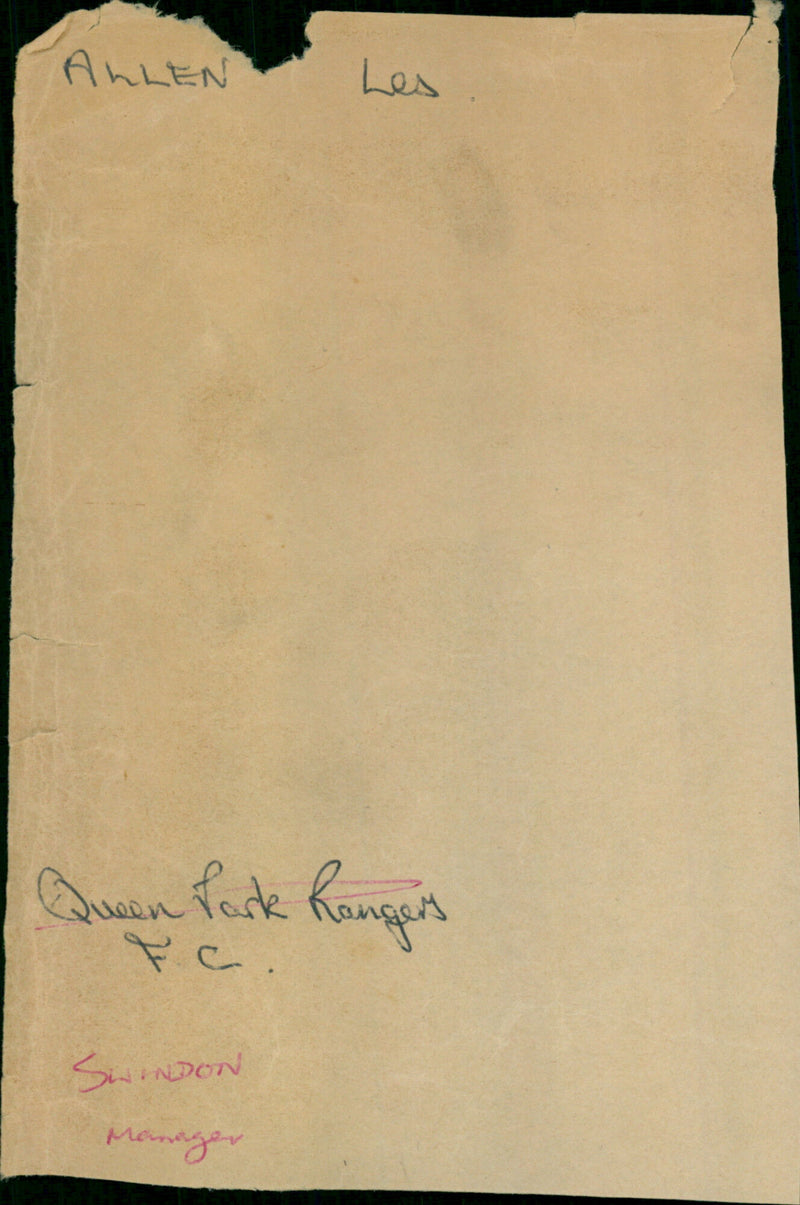 ALLEN Les
Queen Park Rangers
F. C.
SWINDON
Manager